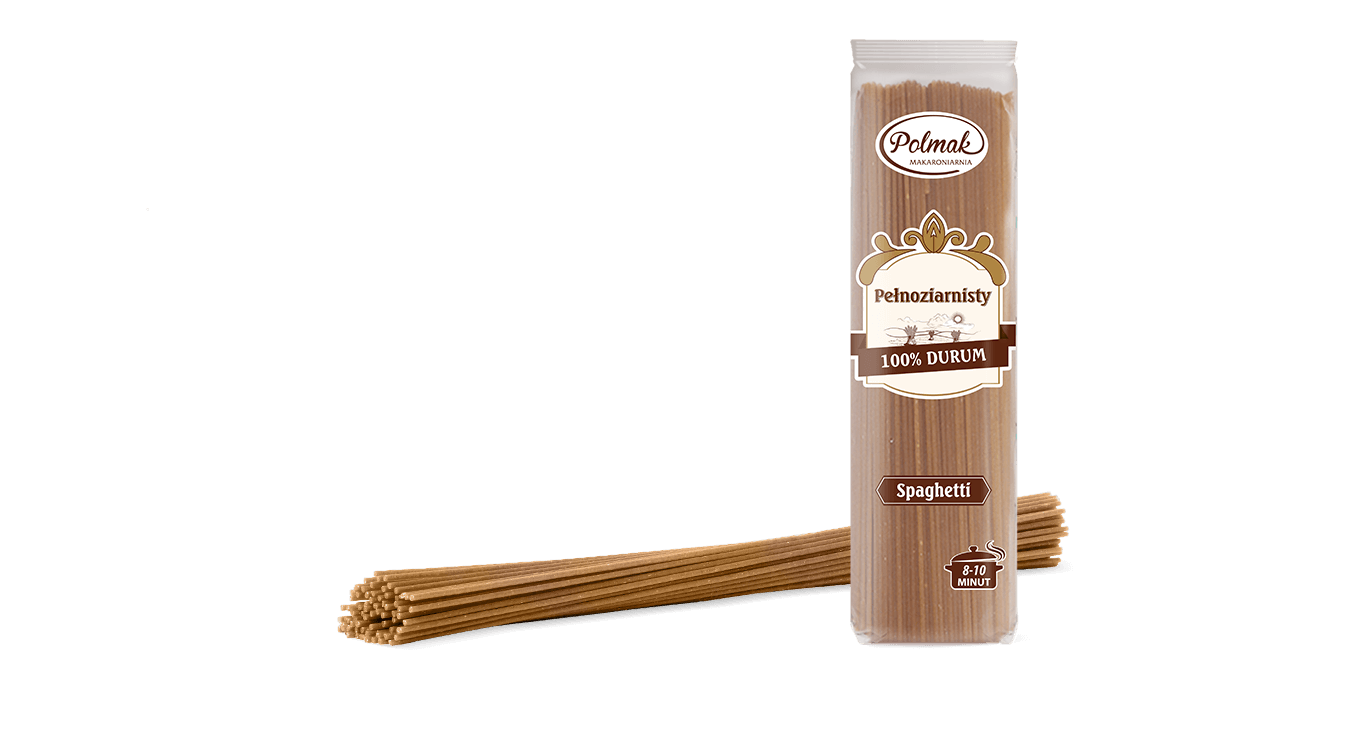 Polmak
MAKARONIARNIA
Pełnoziarnisty
100% DURUM
Spaghetti
8-10
MINUT